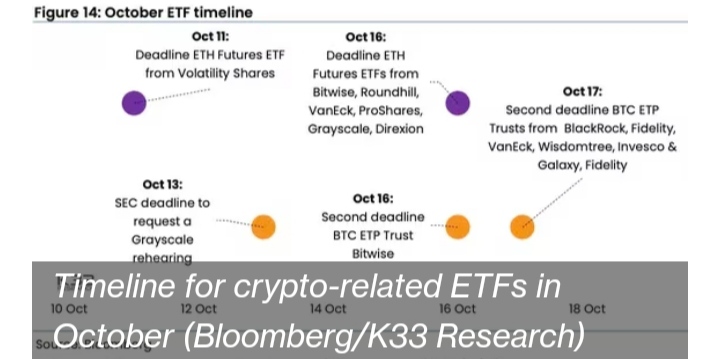 Figure 14: October ETF timeline
Oct 11:
Deadline ETH Futures ETF
from Volatility Shares
Oct 16:
Deadline ETH
Futures ETFs from
Bitwise, Roundhill,
VanEck, ProShares,
Grayscale, Direxion
Oct 17:
Second deadline BTC ETP
Trusts from BlackRock, Fidelity,
VanEck, Wisdomtree, Invesco &
Galaxy, Fidelity
Oct 13:
SEC deadline to
request a
Grayscale
rehearing
Oct 16:
Second deadline
BTC ETP Trust
Bitwise
Timeline for crypto-related ETFs in
10 Oct 12 Oct 14 Oct 16 Oct 18 Oct
October (Bloomberg/K33 Research)